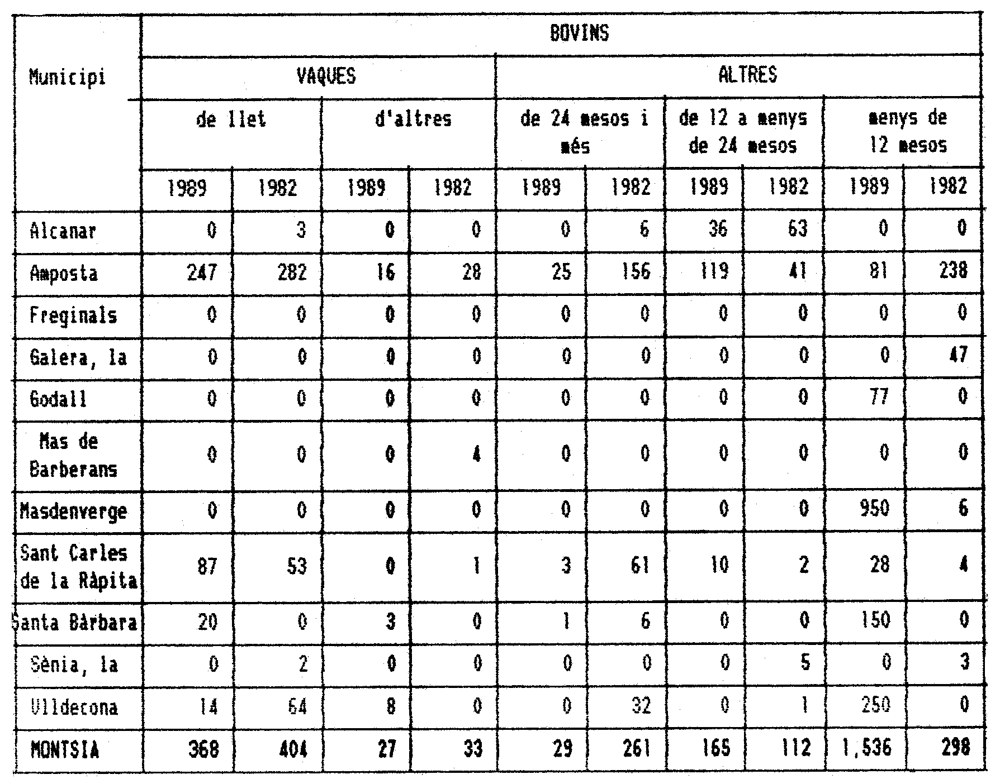 BOVINS
Municipi VAQUES ALTRES
de llet d'altres de 24 mesos i de 12 a menys menys de
més de 24 mesos 12 mesos
1989 1982 1989 1982 1989 1982 1989 1982 1989 1982
Alcanar 0 3 0 0 0 6 36 63 0 0
Amposta 247 282 16 28 25 156 119 41 81 238
Freginals 0 0 0 0 0 0 0 0 0 0
Galera, la 0 0 0 0 0 0 0 0 0 47
Godall 0 0 0 0 0 0 0 0 77 0
Mas de
Barberans 0 0 0 4 0 0 0 0 0 0
Masdenverge 0 0 0 0 0 0 0 0 950 6
Sant Carles
de la Ràpita 87 53 0 1 3 61 10 2 28 4
Santa Bàrbara 20 0 3 0 1 6 0 0 150 0
Sènia, la 0 2 0 0 0 0 0 5 0 3
Ulldecona 14 64 8 0 0 32 0 1 250 0
MONTSIA 368 404 27 33 29 261 165 112 1,536 298